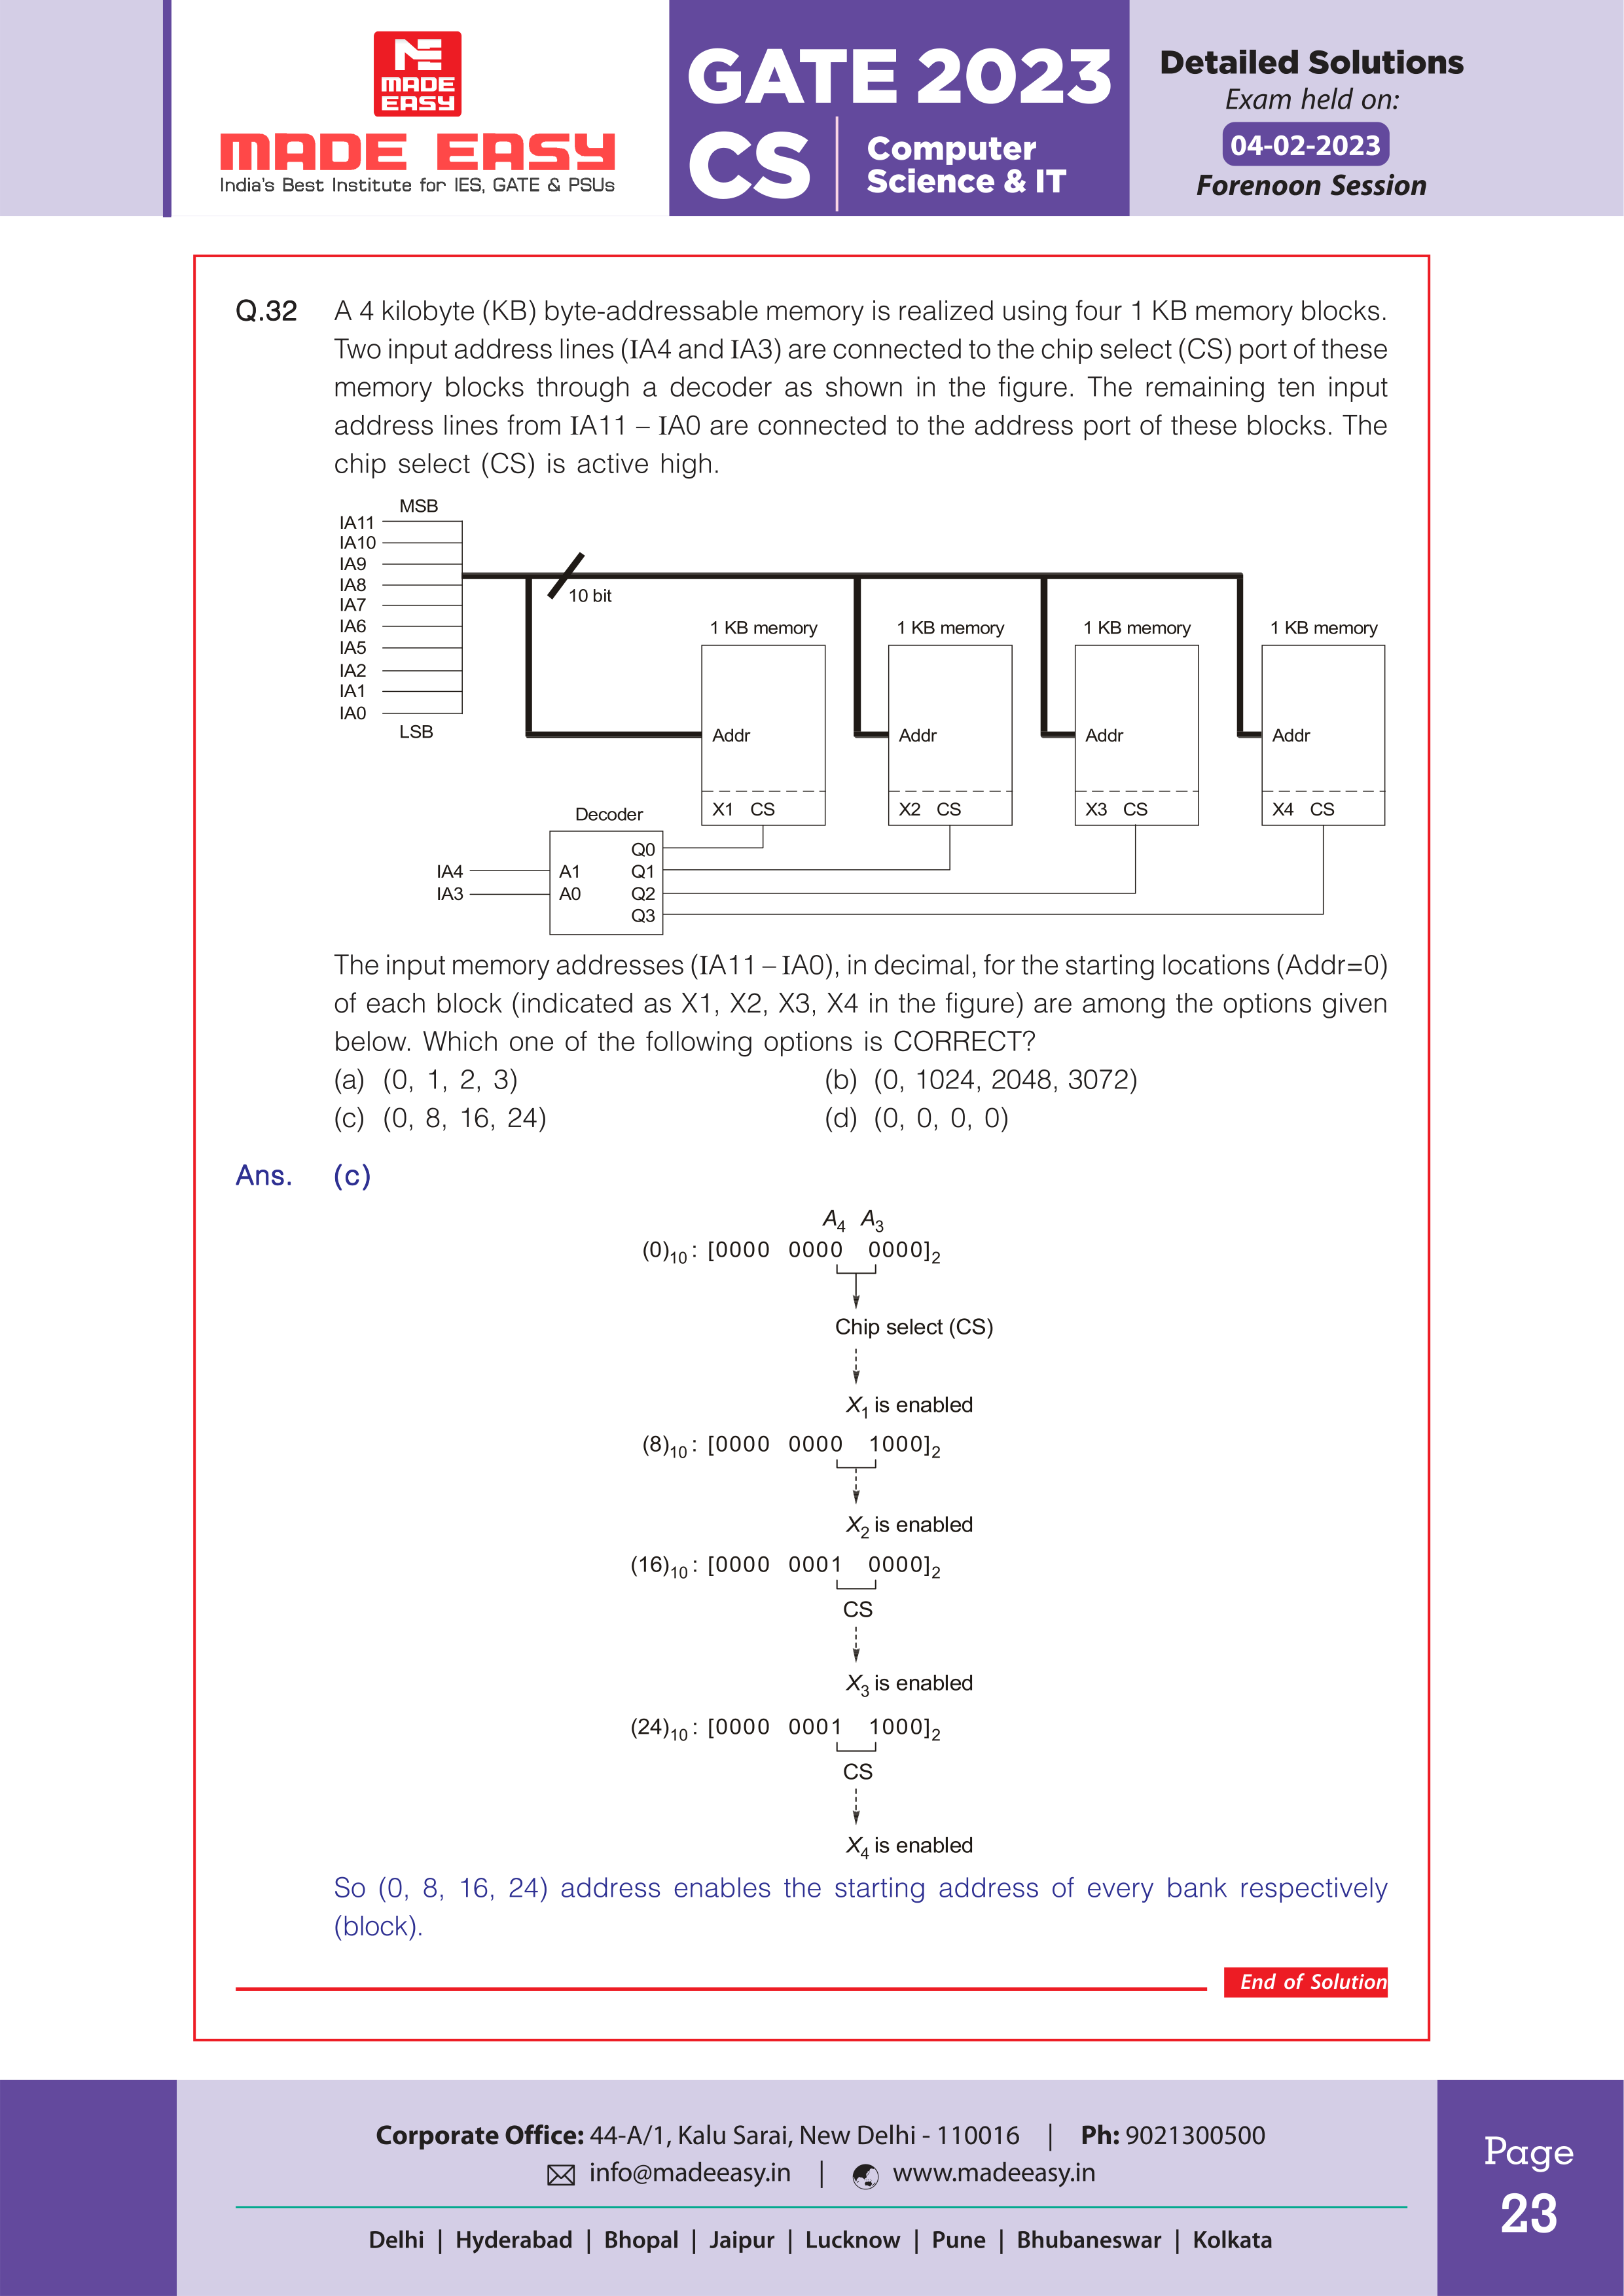 NE
MADE
EASY
MADE EASY
India's Best Institute for IES, GATE & PSUs
GATE 2023
CS
Computer
Science & IT
Detailed Solutions
Exam held on:
04-02-2023
Forenoon Session
Q.32 A 4 kilobyte (KB) byte-addressable memory is realized using four 1 KB memory blocks.
Two input address lines (IA4 and IA3) are connected to the chip select (CS) port of these
memory blocks through a decoder as shown in the figure. The remaining ten input
address lines from IA11 – IA0 are connected to the address port of these blocks. The
chip select (CS) is active high.
MSB
IA11
IA10
IA9
IA8
IA7
IA6
IA5
IA2
IA1
IA0
LSB
10 bit
1 KB memory 1 KB memory 1 KB memory 1 KB memory
Addr Addr Addr Addr
X1 CS X2 CS X3 CS X4 CS
Decoder
Q0
IA4 A1 Q1
IA3 A0 Q2
Q3
The input memory addresses (IA11 – IA0), in decimal, for the starting locations (Addr=0)
of each block (indicated as X1, X2, X3, X4 in the figure) are among the options given
below. Which one of the following options is CORRECT?
(a) (0, 1, 2, 3) (b) (0, 1024, 2048, 3072)
(c) (0, 8, 16, 24) (d) (0, 0, 0, 0)
Ans. (c)
A4 A3
(0)10 : [0000 0000 0000]2
Chip select (CS)
X1 is enabled
(8)10 : [0000 0000 1000]2
X2 is enabled
(16)10 : [0000 0001 0000]2
CS
X3 is enabled
(24)10 : [0000 0001 1000]2
CS
X4 is enabled
So (0, 8, 16, 24) address enables the starting address of every bank respectively
(block).
End of Solution
Corporate Office: 44-A/1, Kalu Sarai, New Delhi - 110016 | Ph: 9021300500
info@madeeasy.in | www.madeeasy.in
Delhi | Hyderabad | Bhopal | Jaipur | Lucknow | Pune | Bhubaneswar | Kolkata
Page
23